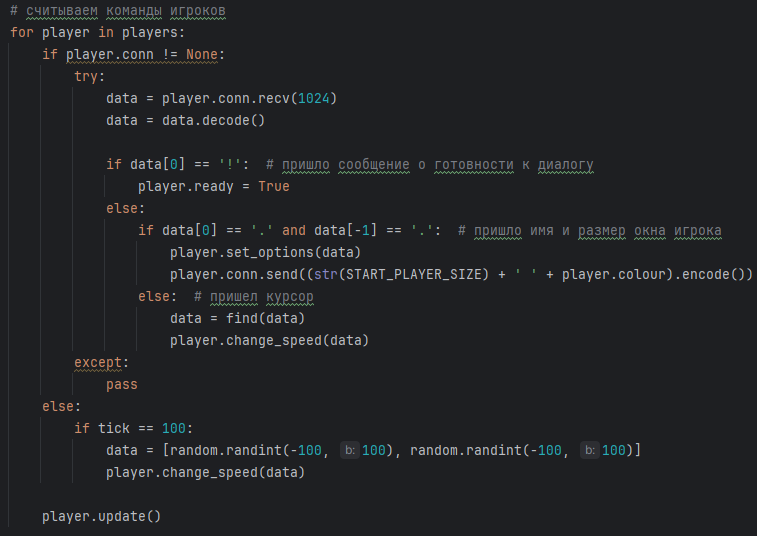 # считываем команды игроков
for player in players:
    if player.conn != None:
        try:
            data = player.conn.recv(1024)
            data = data.decode()

            if data[0] == '!':  # пришло сообщение о готовности к диалогу
                player.ready = True
            else:
                if data[0] == '.' and data[-1] == '.':  # пришло имя и размер окна игрока
                    player.set_options(data)
                    player.conn.send((str(START_PLAYER_SIZE) + ' ' + player.colour).encode())
                else:  # пришел курсор
                    data = find(data)
                    player.change_speed(data)
        except:
            pass
    else:
        if tick == 100:
            data = [random.randint(-100, b: 100), random.randint(-100, b: 100)]
            player.change_speed(data)

    player.update()